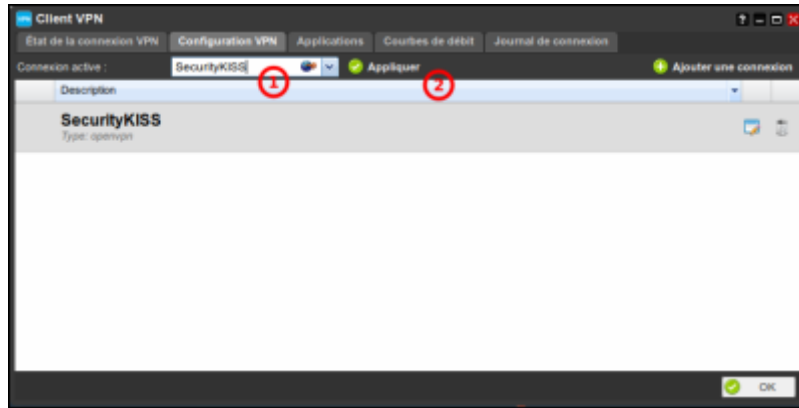 VPN Client VPN
État de la connexion VPN Configuration VPN Applications Courbes de débit Journal de connexion
Connexion active : SecurityKISS Appliquer Ajouter une connexion
1 2
Description
SecurityKISS
Type: openvpn
OK